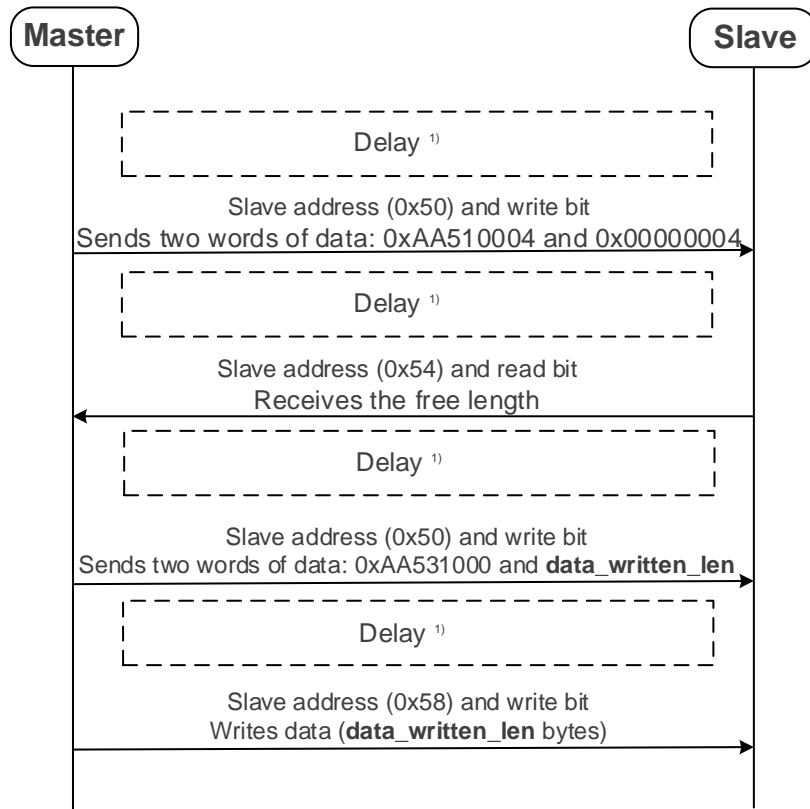 Master
Slave
Delay 1)
Slave address (0x50) and write bit
Sends two words of data: 0xAA510004 and 0x00000004
Delay 1)
Slave address (0x54) and read bit
Receives the free length
Delay 1)
Slave address (0x50) and write bit
Sends two words of data: 0xAA531000 and data_written_len
Delay 1)
Slave address (0x58) and write bit
Writes data (data_written_len bytes)